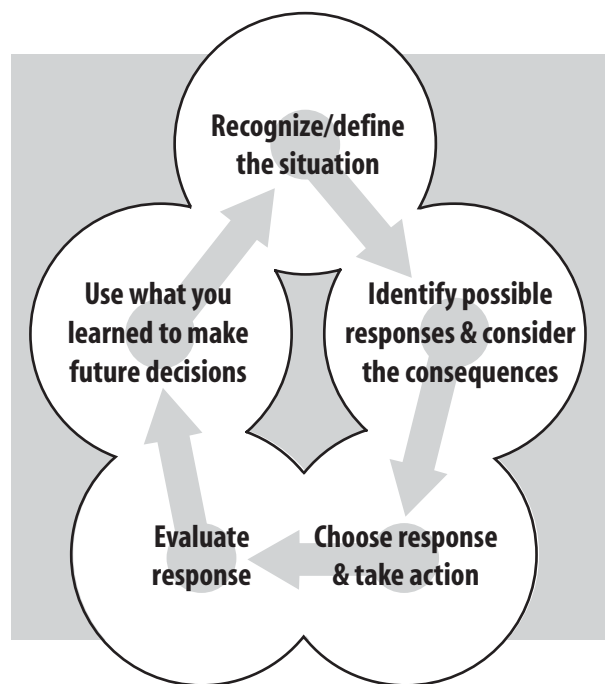 Recognize/define
the situation
Identify possible
responses & consider
the consequences
Choose response
& take action
Evaluate
response
Use what you
learned to make
future decisions